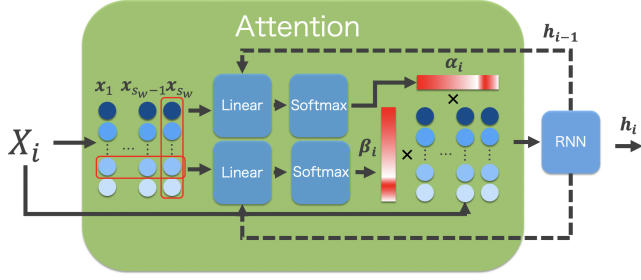 Attention
h_{i-1}
x_1 x_{s_w-1} x_{s_w}
α_i
Linear
Softmax
×
X_i
... ...
β_i
×
... ...
RNN
h_i
Linear
Softmax